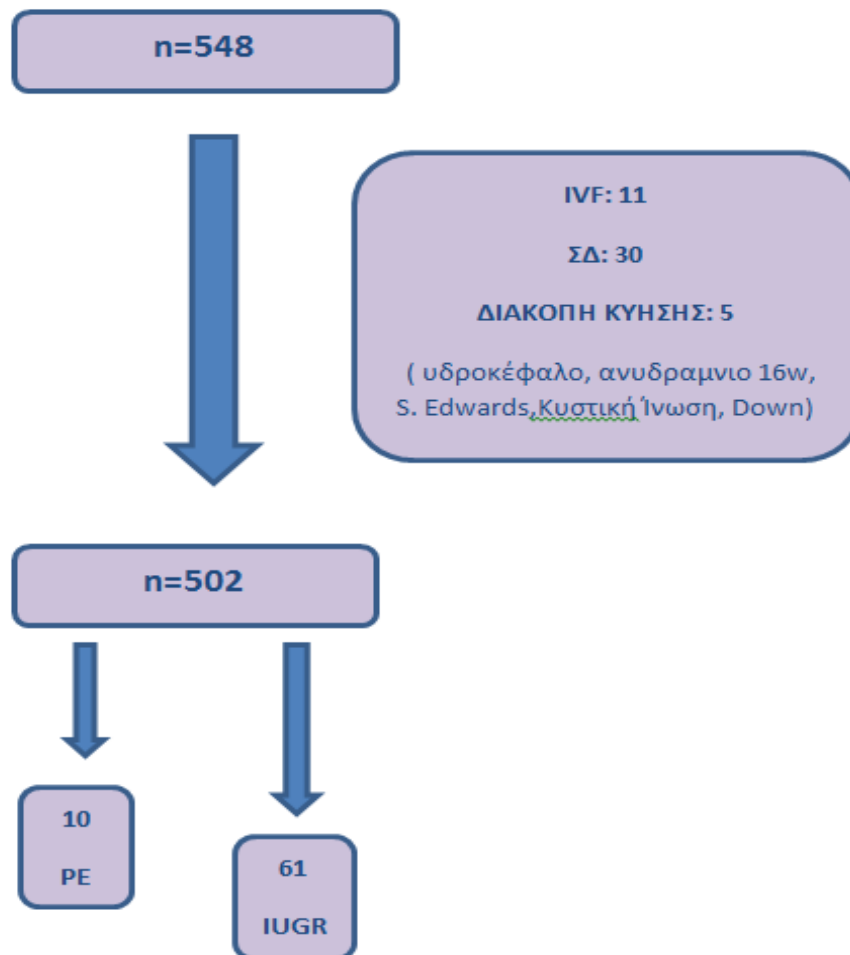 n=548
IVF: 11
ΣΔ: 30
ΔΙΑΚΟΠΗ ΚΥΗΣΗΣ: 5
( υδροκέφαλο, ανυδραμνιο 16w,
S. Edwards,Κυστική Ίνωση, Down)
n=502
10
PE
61
IUGR